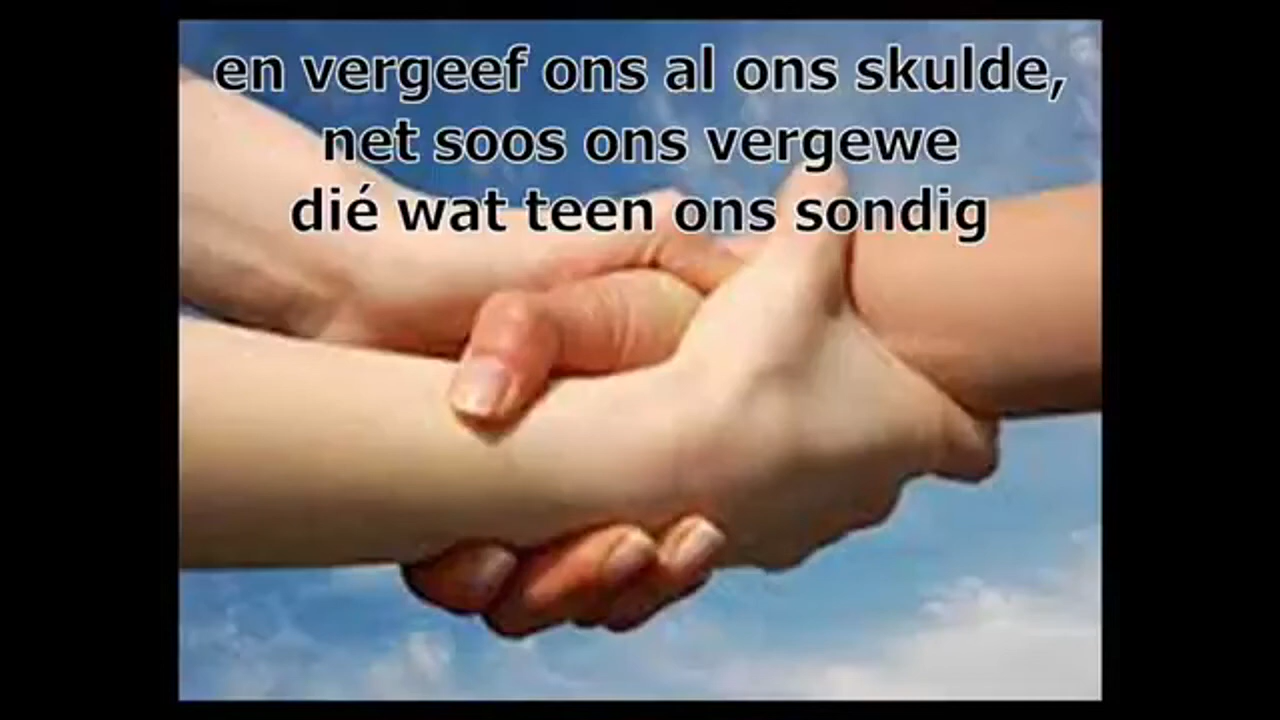 en vergeef ons al ons skulde,
net soos ons vergewe
dié wat teen ons sondig